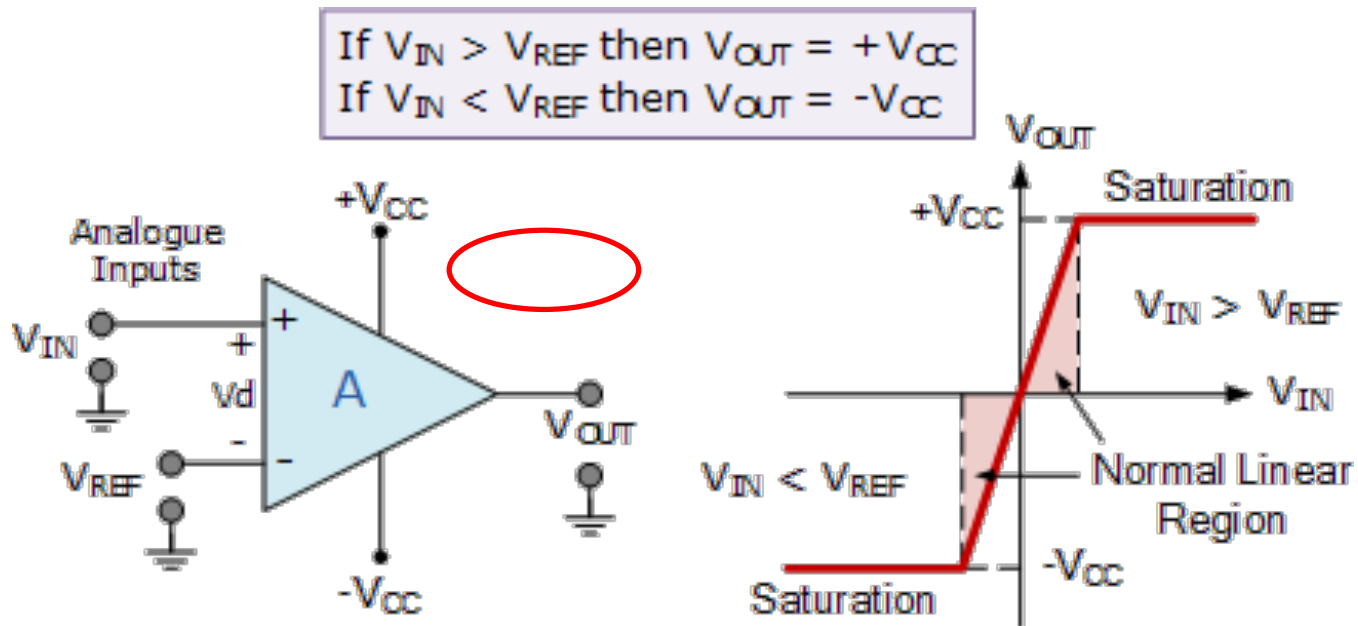 If VIN > VREF then VOUT = +VCC
If VIN < VREF then VOUT = -VCC
Analogue
Inputs
+VCC
VIN
+
+
Vd
A
-
-
VREF
VOUT
-VCC
VOUT
Saturation
+VCC
VIN > VREF
VIN
VIN < VREF
Normal Linear
Region
-VCC
Saturation